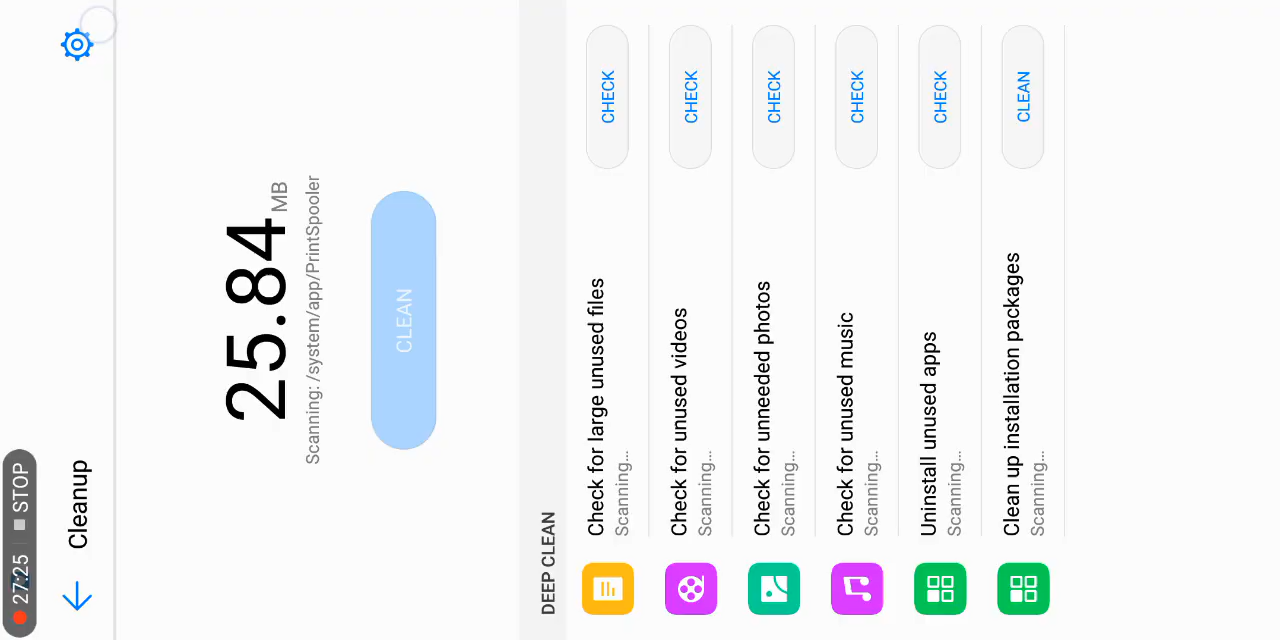 27:25 STOP
Cleanup
25.84 MB
Scanning: /system/app/PrintSpooler
CLEAN
DEEP CLEAN
Check for large unused files
Scanning...
CHECK
Check for unused videos
Scanning...
CHECK
Check for unneeded photos
Scanning...
CHECK
Check for unused music
Scanning...
CHECK
Uninstall unused apps
Scanning...
CHECK
Clean up installation packages
Scanning...
CLEAN